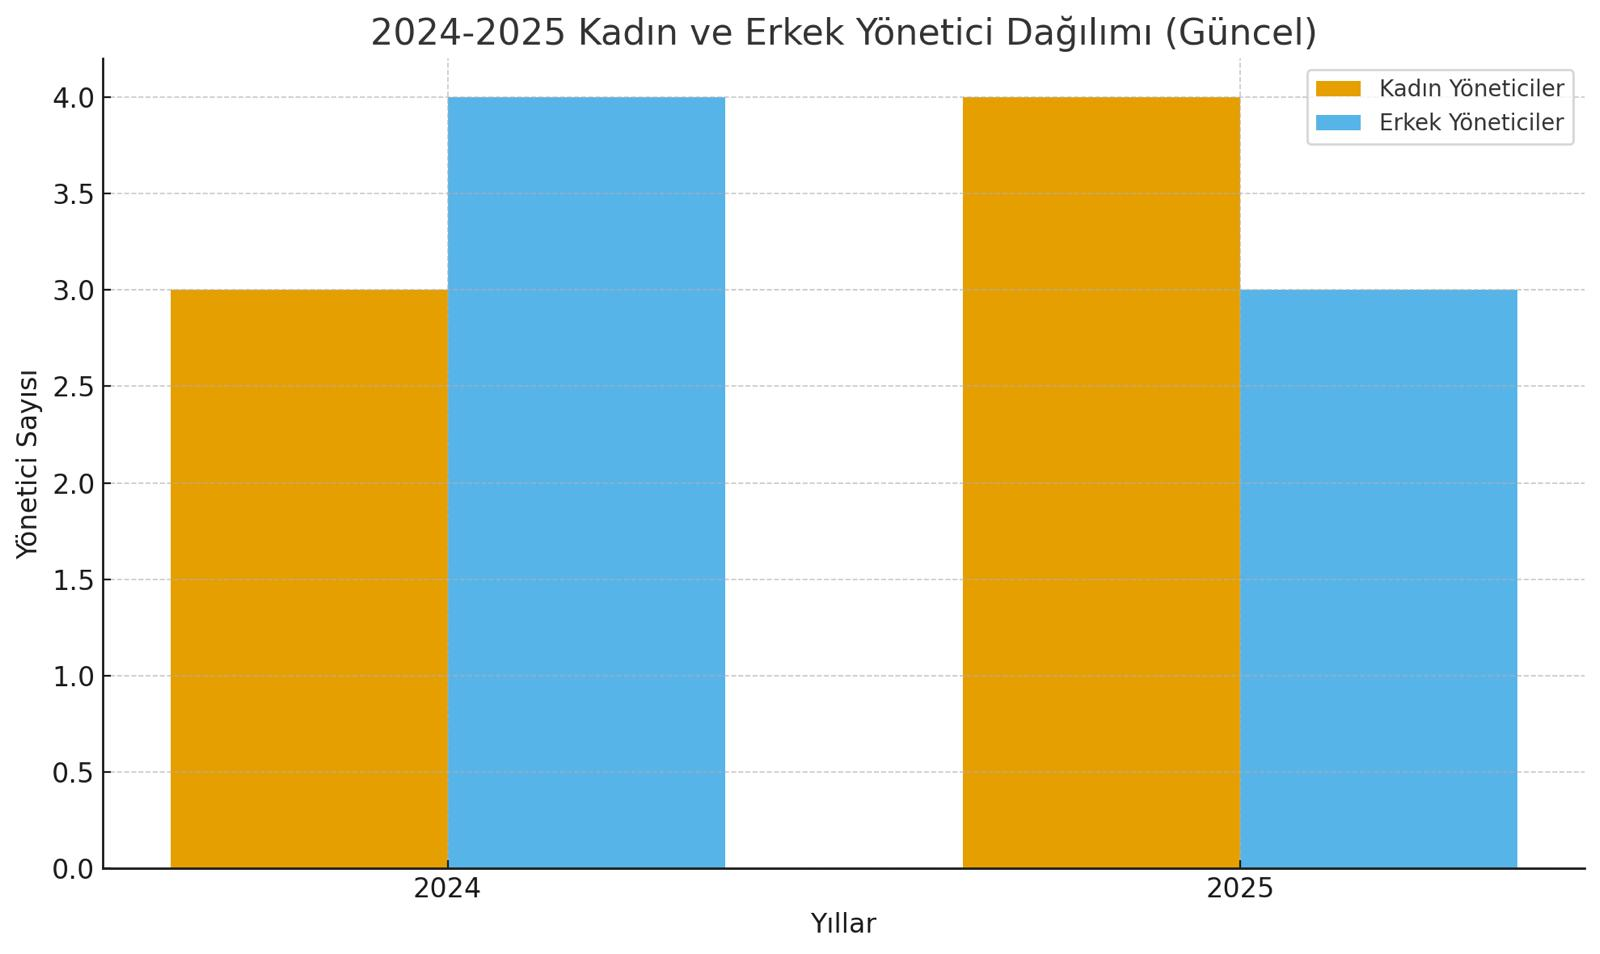 2024-2025 Kadın ve Erkek Yönetici Dağılımı (Güncel)
Kadın Yöneticiler
Erkek Yöneticiler
Yönetici Sayısı
4.0
3.5
3.0
2.5
2.0
1.5
1.0
0.5
0.0
2024
2025
Yıllar